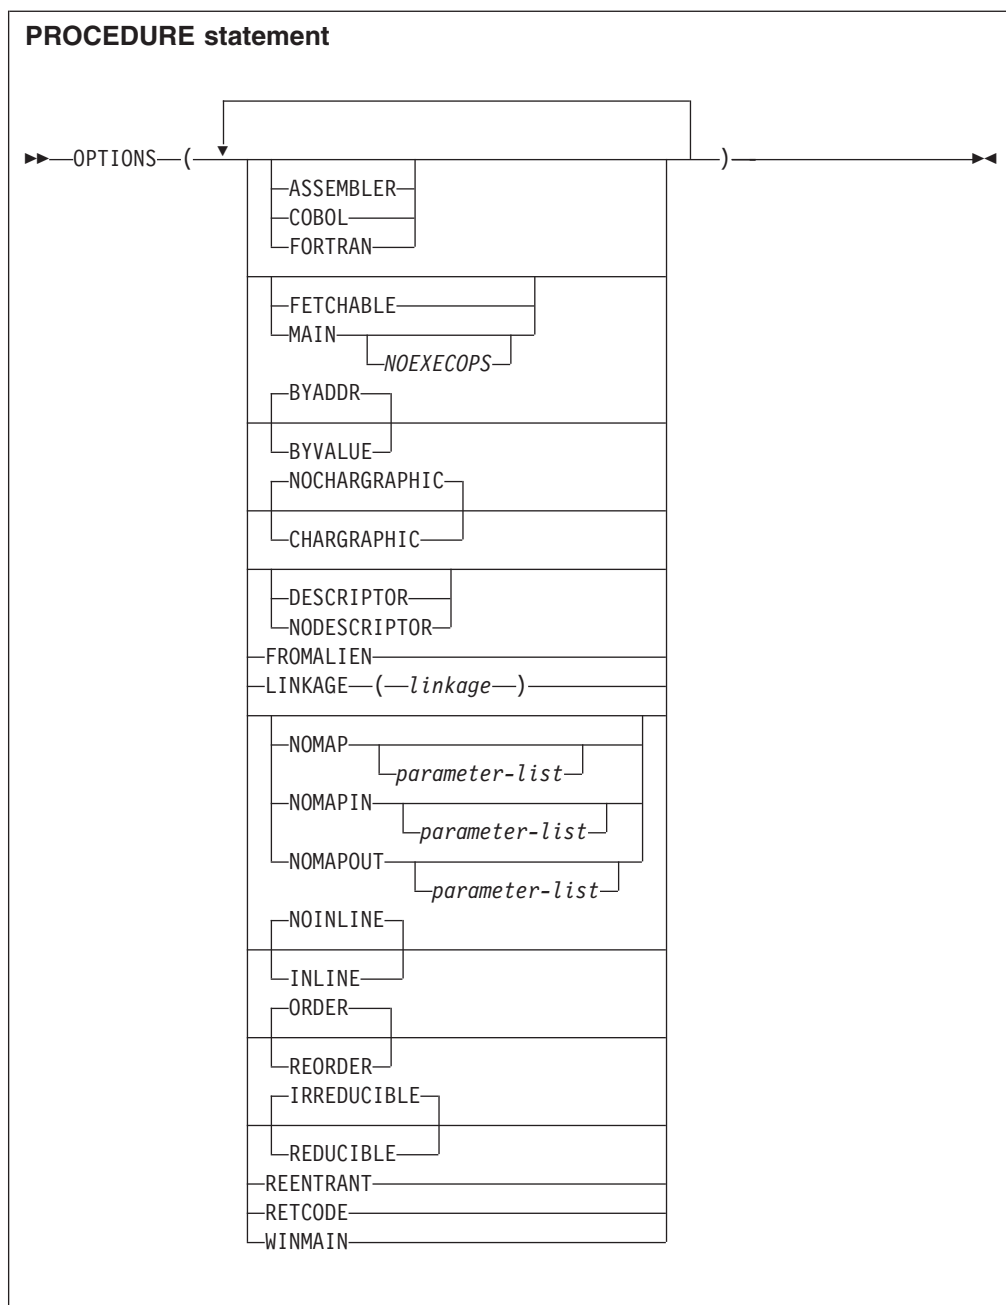 PROCEDURE statement
OPTIONS ( )
ASSEMBLER
COBOL
FORTRAN
FETCHABLE
MAIN
NOEXECOPS
BYADDR
BYVALUE
NOCHARGRAPHIC
CHARGRAPHIC
DESCRIPTOR
NODESCRIPTOR
FROMALIEN
LINKAGE ( linkage )
NOMAP
parameter-list
NOMAPIN
parameter-list
NOMAPOUT
parameter-list
NOINLINE
INLINE
ORDER
REORDER
IRREDUCIBLE
REDUCIBLE
REENTRANT
RETCODE
WINMAIN